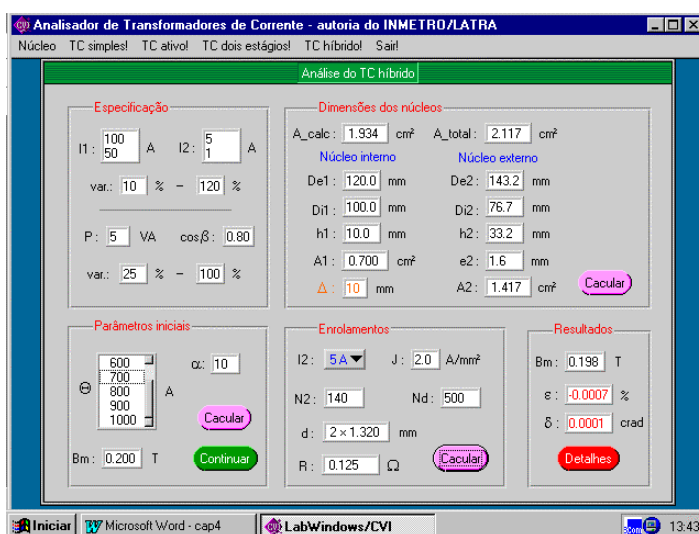 Analisador de Transformadores de Corrente - autoria do INMETRO/LATRA
Núcleo TC simples! TC ativo! TC dois estágios! TC híbrido! Sair!
Análise do TC híbrido
Especificação
I1 : 100 50 A I2 : 5 1 A
var.: 10 % – 120 %
P : 5 VA cosβ : 0.80
var.: 25 % – 100 %
Dimensões dos núcleos
A_calc : 1.934 cm² A_total : 2.117 cm²
Núcleo interno Núcleo externo
De1 : 120.0 mm De2 : 143.2 mm
Di1 : 100.0 mm Di2 : 76.7 mm
h1 : 10.0 mm h2 : 33.2 mm
A1 : 0.700 cm² e2 : 1.6 mm
Δ : 10 mm A2 : 1.417 cm² Cacular
Parâmetros iniciais
Θ 600 700 800 900 1000 A
α: 10
Cacular
Bm : 0.200 T Continuar
Enrolamentos
I2 : 5 A J : 2.0 A/mm²
N2 : 140 Nd : 500
d : 2 × 1.320 mm
R : 0.125 Ω Cacular
Resultados
Bm : 0.198 T
ε : -0.0007 %
δ : 0.0001 crad
Detalhes
Iniciar Microsoft Word - cap4 LabWindows/CVI 13:43